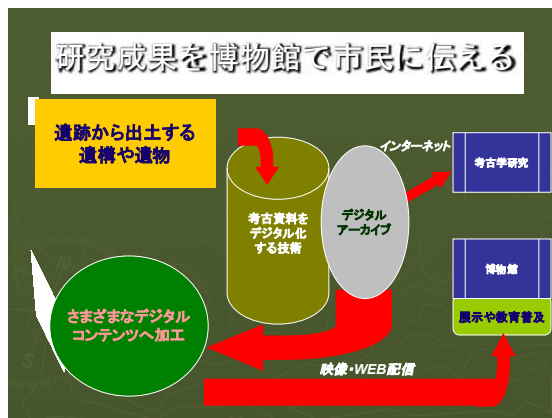 研究成果を博物館で市民に伝える
遺跡から出土する
遺構や遺物
インターネット
考古学研究
考古資料を
デジタル化
する技術
デジタル
アーカイブ
博物館
展示や教育普及
さまざまなデジタル
コンテンツへ加工
映像・WEB配信
N
S